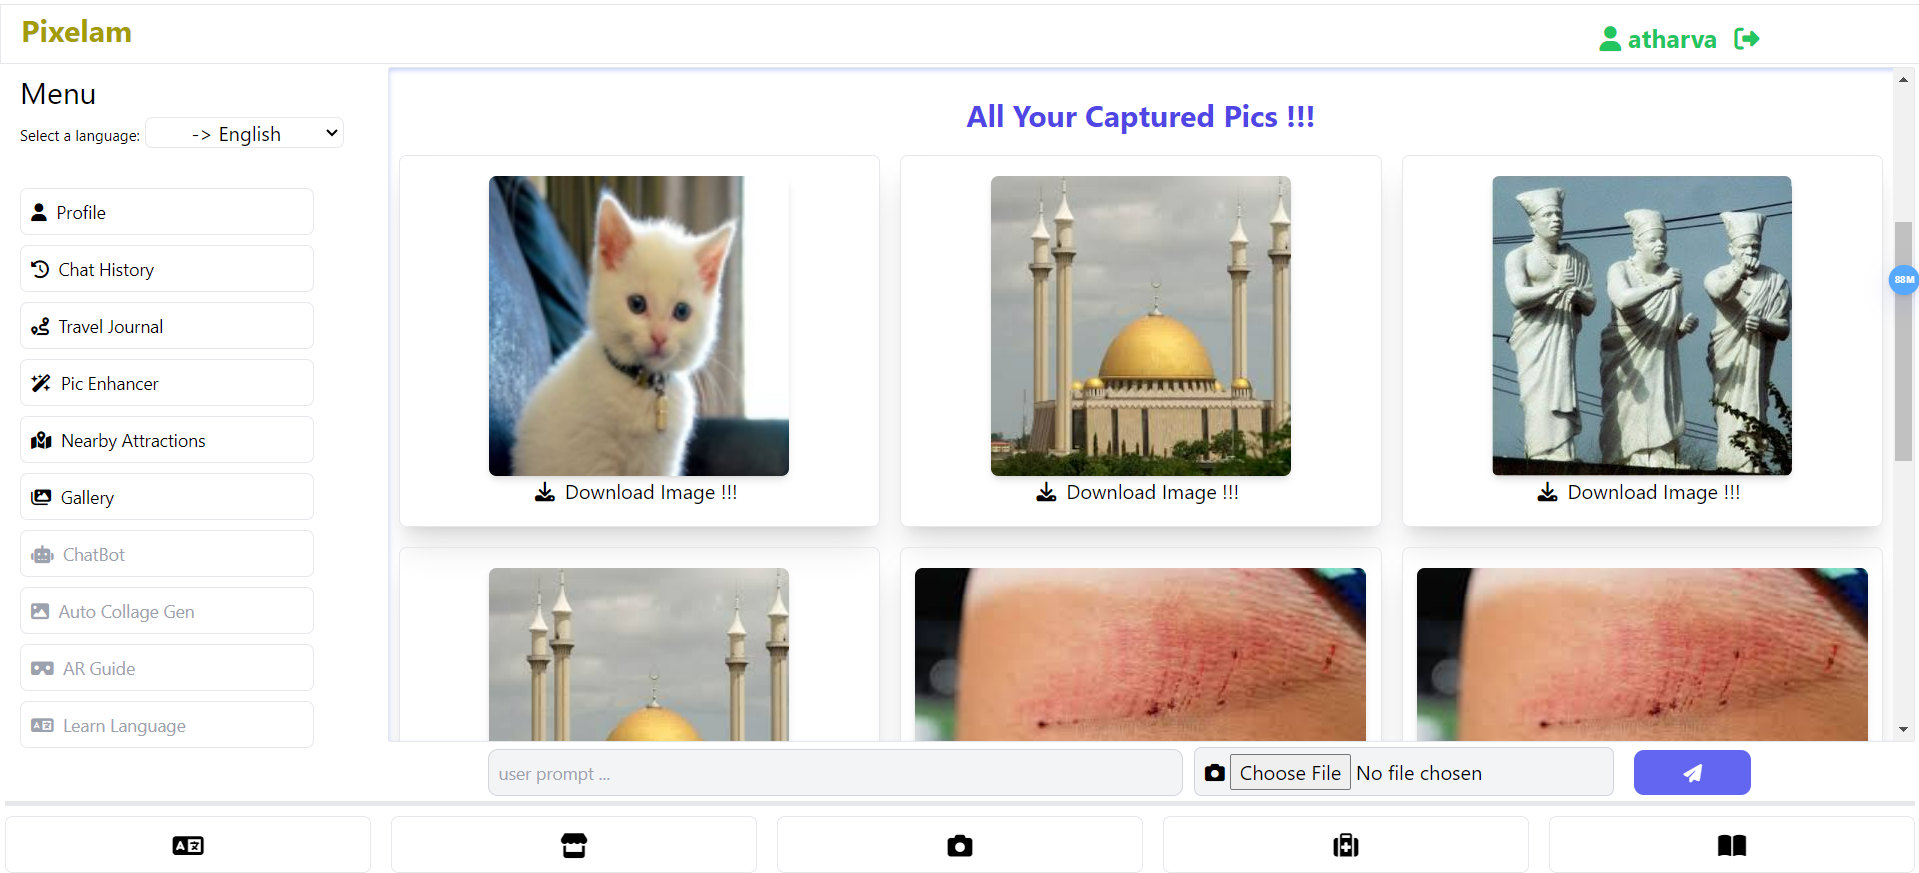 Pixelam
atharva
Menu
Select a language: -> English
Profile
Chat History
Travel Journal
Pic Enhancer
Nearby Attractions
Gallery
ChatBot
Auto Collage Gen
AR Guide
Learn Language
All Your Captured Pics !!!
Download Image !!!
Download Image !!!
Download Image !!!
88M
user prompt ...
Choose File No file chosen